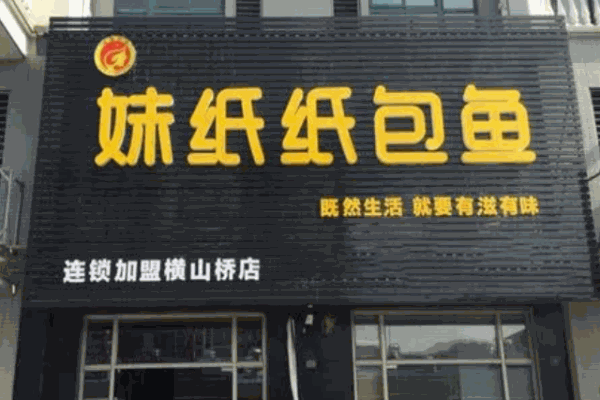 妹纸纸包鱼
既然生活 就要有滋有味
连锁加盟横山桥店